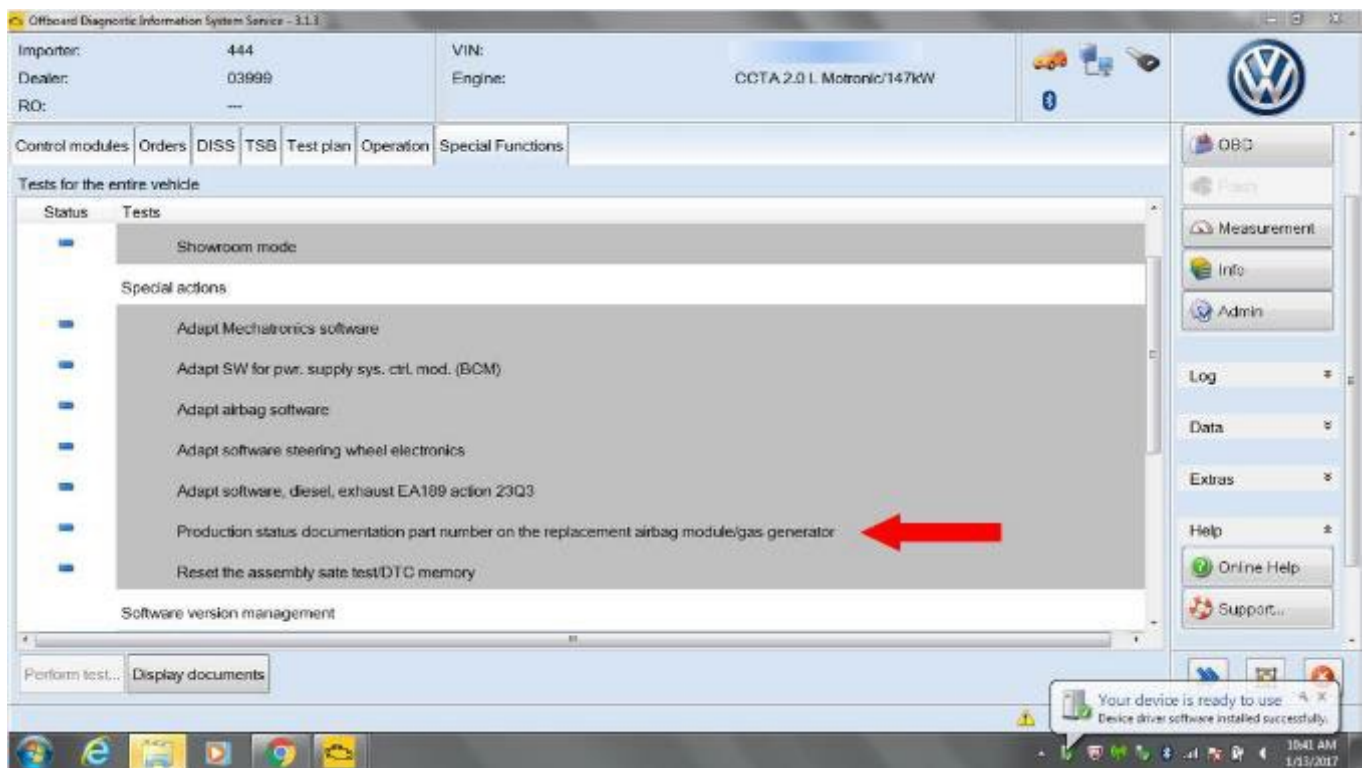 Offboard Diagnostic Information System Service - 3.1.3
Importer: 444 VIN:
Dealer: 03999 Engine: CCTA 2.0 L Motronic/147kW
RO: ---
Control modules Orders DISS TSB Test plan Operation Special Functions
Tests for the entire vehicle
Status Tests
Showroom mode
Special actions
Adapt Mechatronics software
Adapt SW for pwr. supply sys. ctrl. mod. (BCM)
Adapt airbag software
Adapt software steering wheel electronics
Adapt software, diesel, exhaust EA189 action 23Q3
Production status documentation part number on the replacement airbag module/gas generator
Reset the assembly sate test/DTC memory
Software version management
Perform test... Display documents
OBD
Measurement
Info
Admin
Log
Data
Extras
Help
Online Help
Support...
Your device is ready to use
Device driver software installed successfully.
10:41 AM
1/13/2017